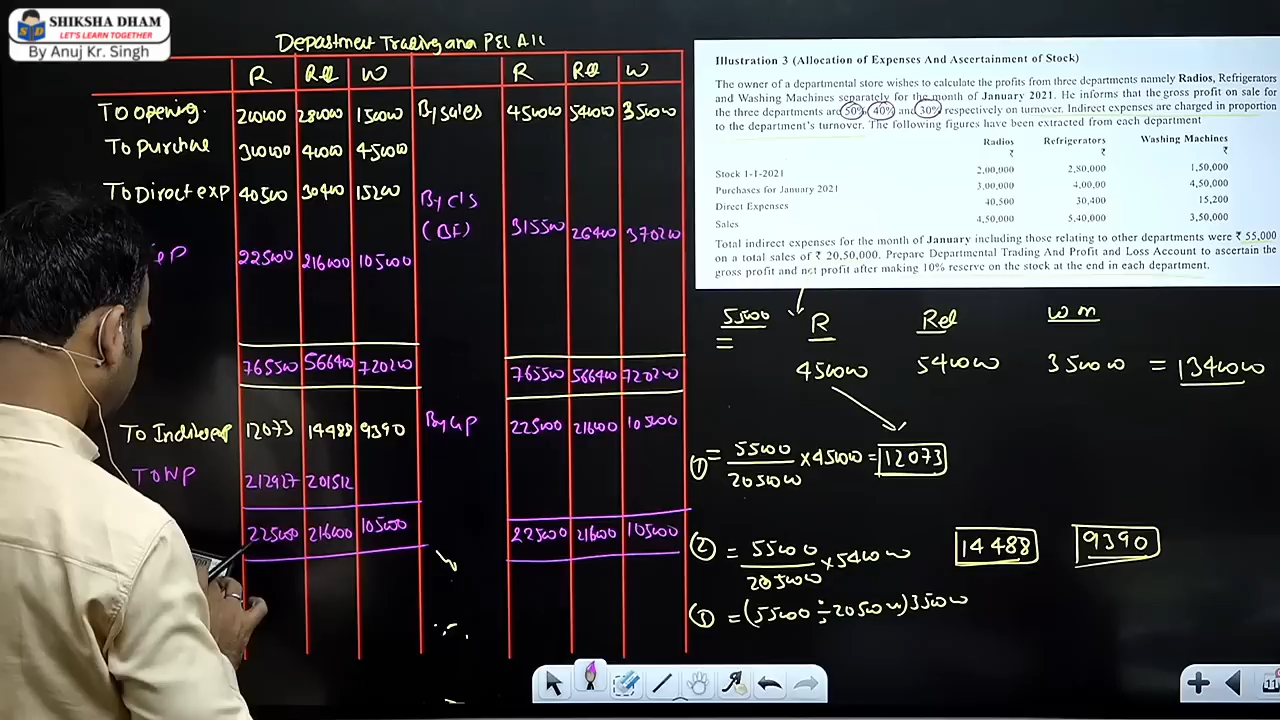 SHIKSHA DHAM
LET'S LEARN TOGETHER
By Anuj Kr. Singh
Department Trading and P&L A/c
R Ref W R Ref W
To opening. 200000 280000 150000 By sales 450000 540000 350000
To purchase 300000 40000 450000
To Direct exp 40500 30400 15200 By c/s
(BF) 315500 26400 370200
GP 225000 216000 105000
765500 566400 720200 765500 566400 720200
To Indirect exp 12073 14488 9390 By GP 225000 216000 105000
To NP 212927 201512
225000 216000 105000 225000 216000 105000
Illustration 3 (Allocation of Expenses And Ascertainment of Stock)
The owner of a departmental store wishes to calculate the profits from three departments namely Radios, Refrigerators
and Washing Machines separately for the month of January 2021. He informs that the gross profit on sale for
the three departments are 50%, 40% and 30% respectively on turnover. Indirect expenses are charged in proportion
to the department's turnover. The following figures have been extracted from each department
Radios Refrigerators Washing Machines
₹ ₹ ₹
Stock 1-1-2021 2,00,000 2,80,000 1,50,000
Purchases for January 2021 3,00,000 4,00,00 4,50,000
Direct Expenses 40,500 30,400 15,200
Sales 4,50,000 5,40,000 3,50,000
Total indirect expenses for the month of January including those relating to other departments were ₹ 55,000
on a total sales of ₹ 20,50,000. Prepare Departmental Trading And Profit and Loss Account to ascertain the
gross profit and net profit after making 10% reserve on the stock at the end in each department.
55000 R Ref W m
=
450000 540000 350000 = 1340000
① = 55000 / 2050000 × 450000 = 12073
② = 55000 / 2050000 × 540000 14488 9390
① = (55000 ÷ 2050000) 350000
11